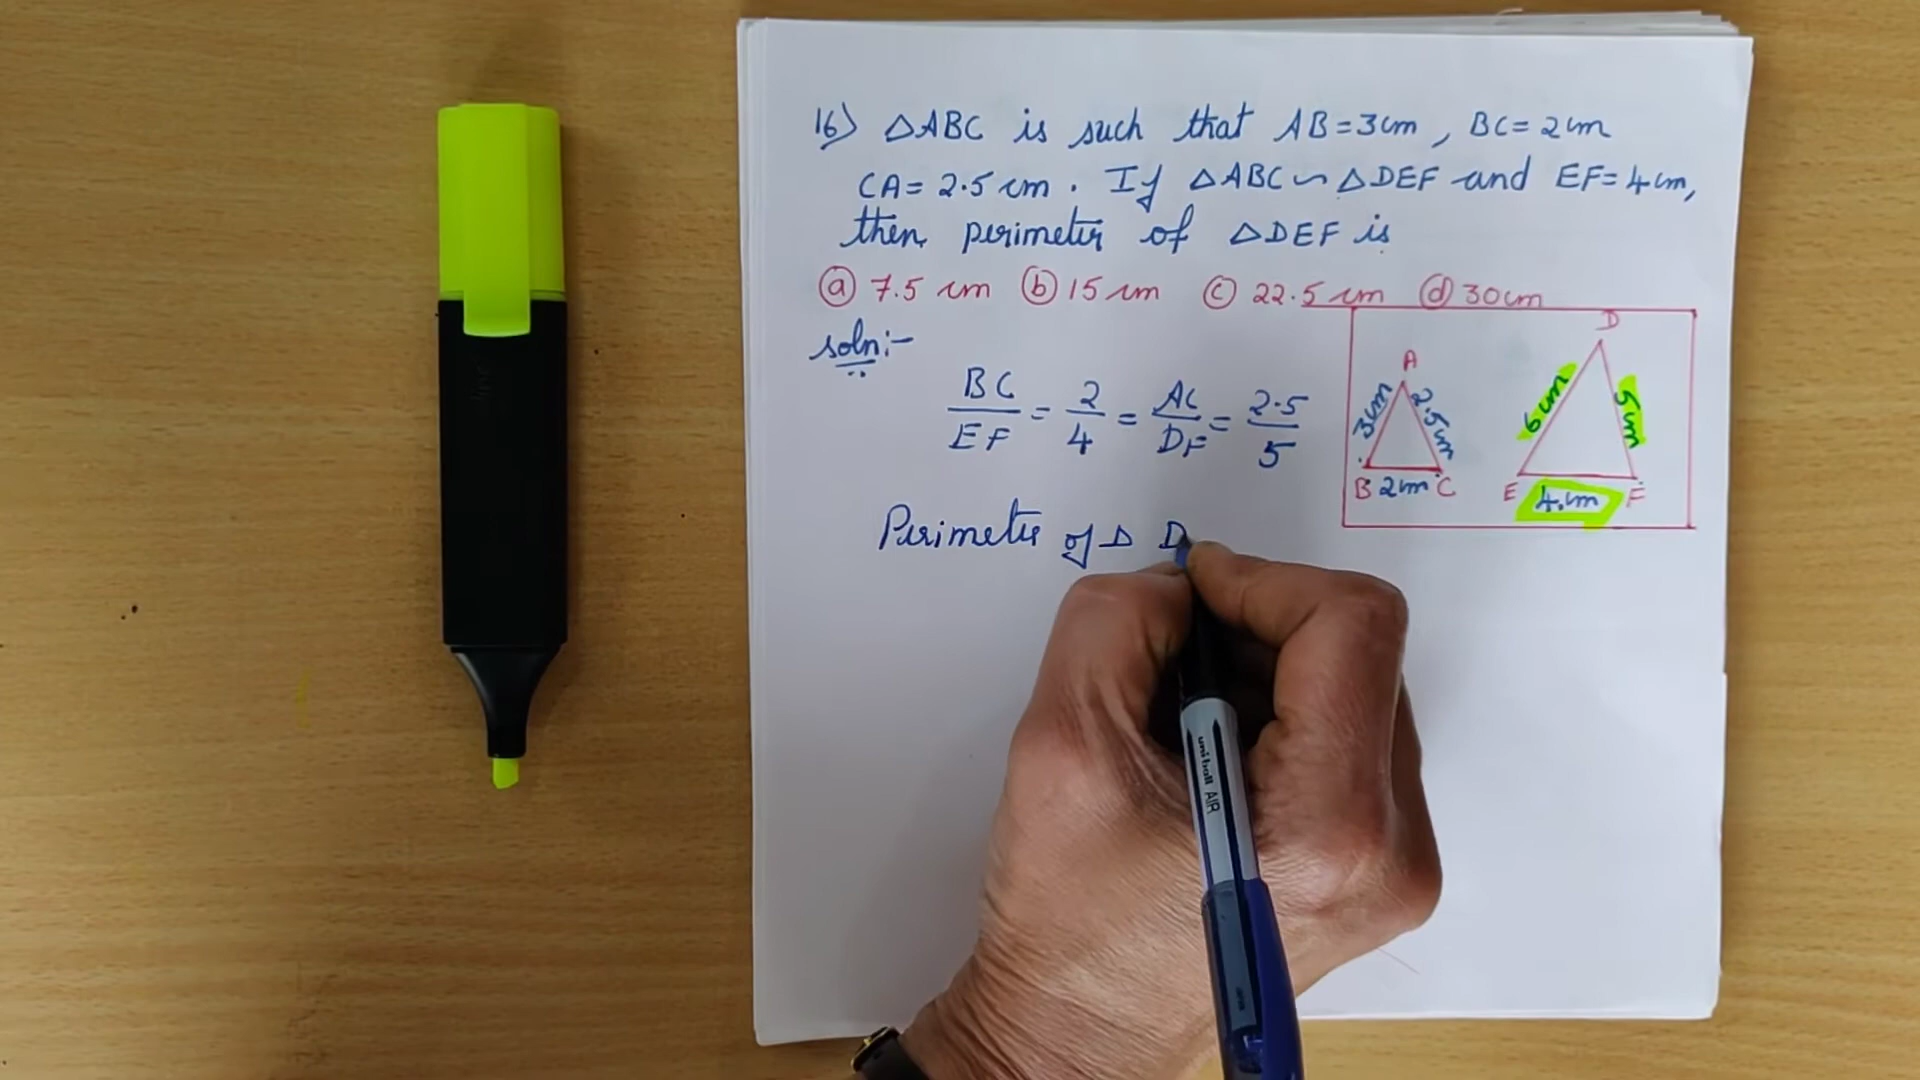 16) △ABC is such that AB=3cm, BC=2cm
CA=2.5cm. If △ABC ∽ △DEF and EF=4cm,
then perimeter of △DEF is
ⓐ 7.5 cm ⓑ 15 cm ⓒ 22.5 cm ⓓ 30cm
soln:-
BC/EF = 2/4 = AC/DF = 2.5/5
D
A
3cm 2.5cm
6cm 5cm
B 2cm C
E 4cm F
Perimeter of △ D
uni-ball AIR